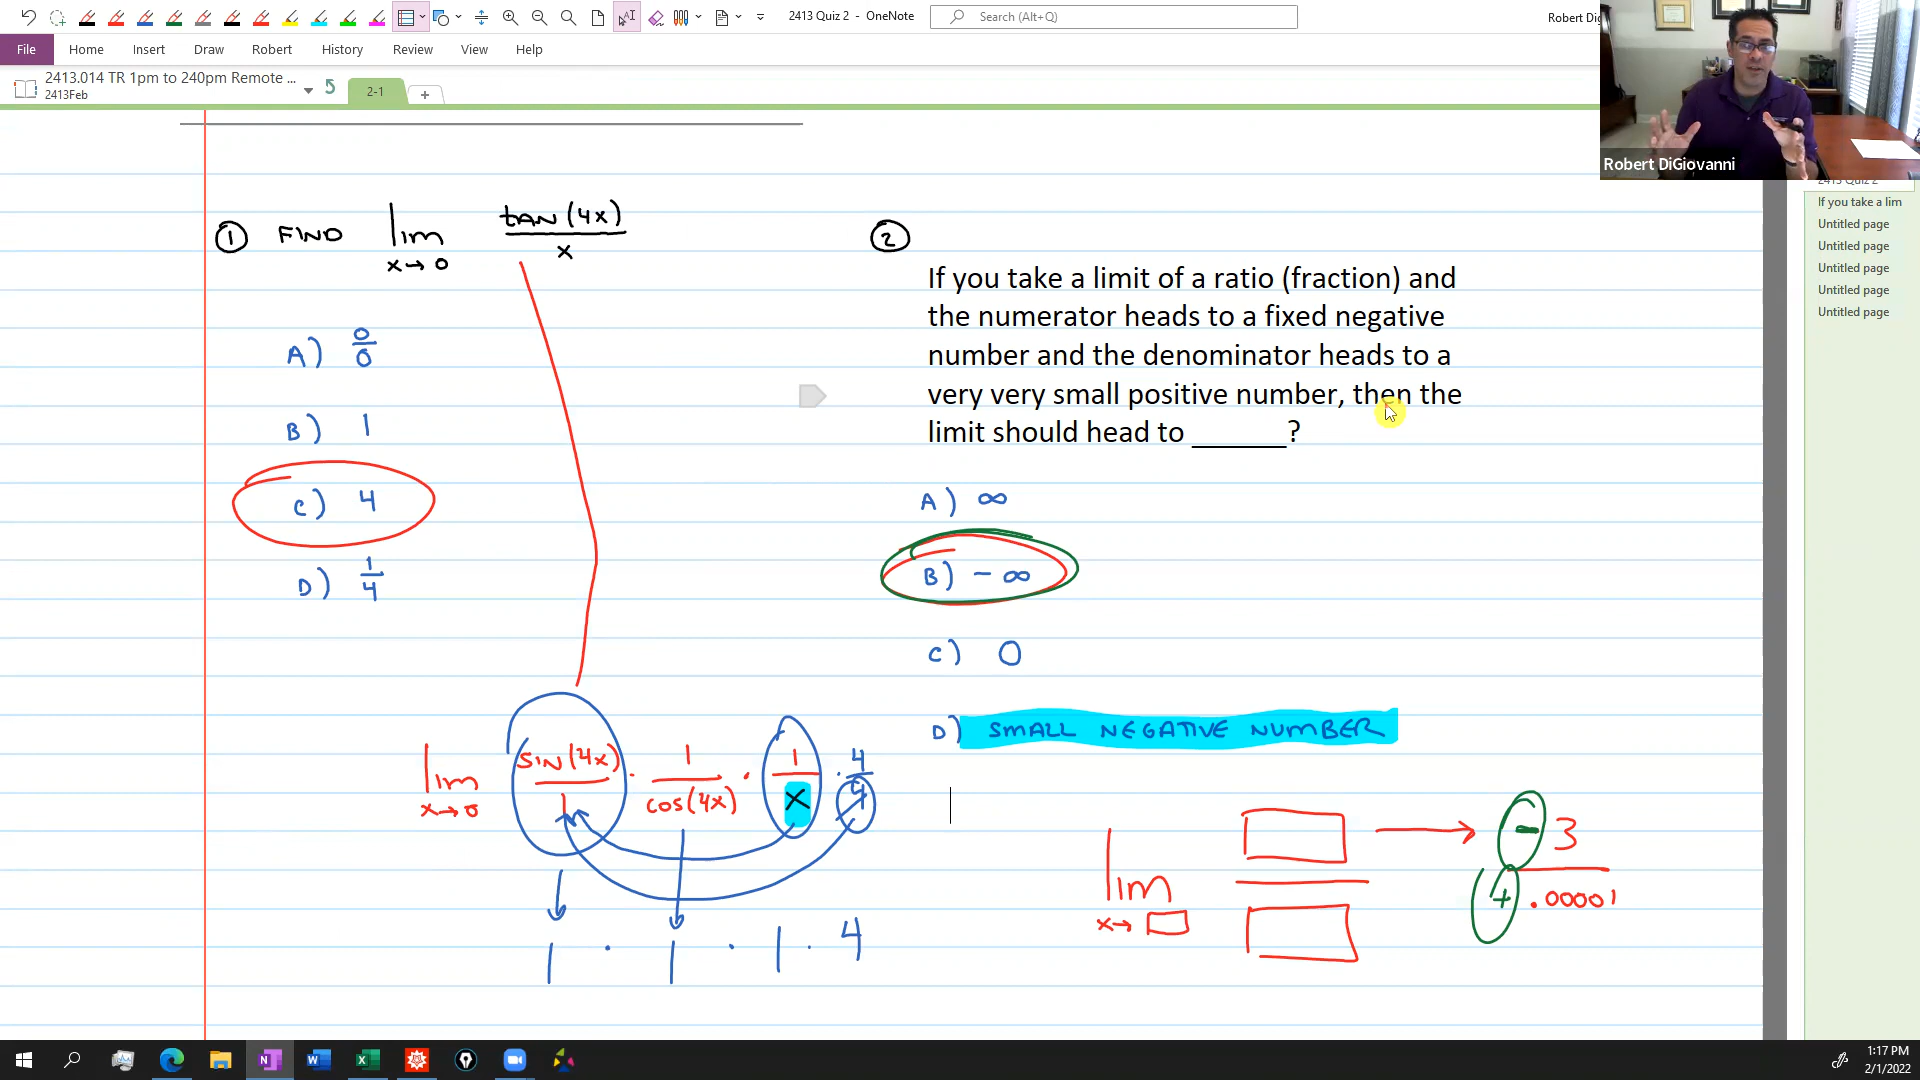 2413 Quiz 2 - OneNote
Search (Alt+Q)
Robert Di
File Home Insert Draw Robert History Review View Help
2413.014 TR 1pm to 240pm Remote ...
2413Feb
2-1
Robert DiGiovanni
2413 Quiz 2
If you take a lim
Untitled page
Untitled page
Untitled page
Untitled page
Untitled page
① FIND lim x→0 tan(4x)/x
A) 0/0
B) 1
C) 4
D) 1/4
lim x→0 sin(4x)/1 · 1/cos(4x) · 1/x · 4/4
1 · 1 · 1 · 4
②
If you take a limit of a ratio (fraction) and
the numerator heads to a fixed negative
number and the denominator heads to a
very very small positive number, then the
limit should head to ______?
A) ∞
B) - ∞
C) 0
D) SMALL NEGATIVE NUMBER
lim x→□ □/□ → -3/+.00001
1:17 PM
2/1/2022